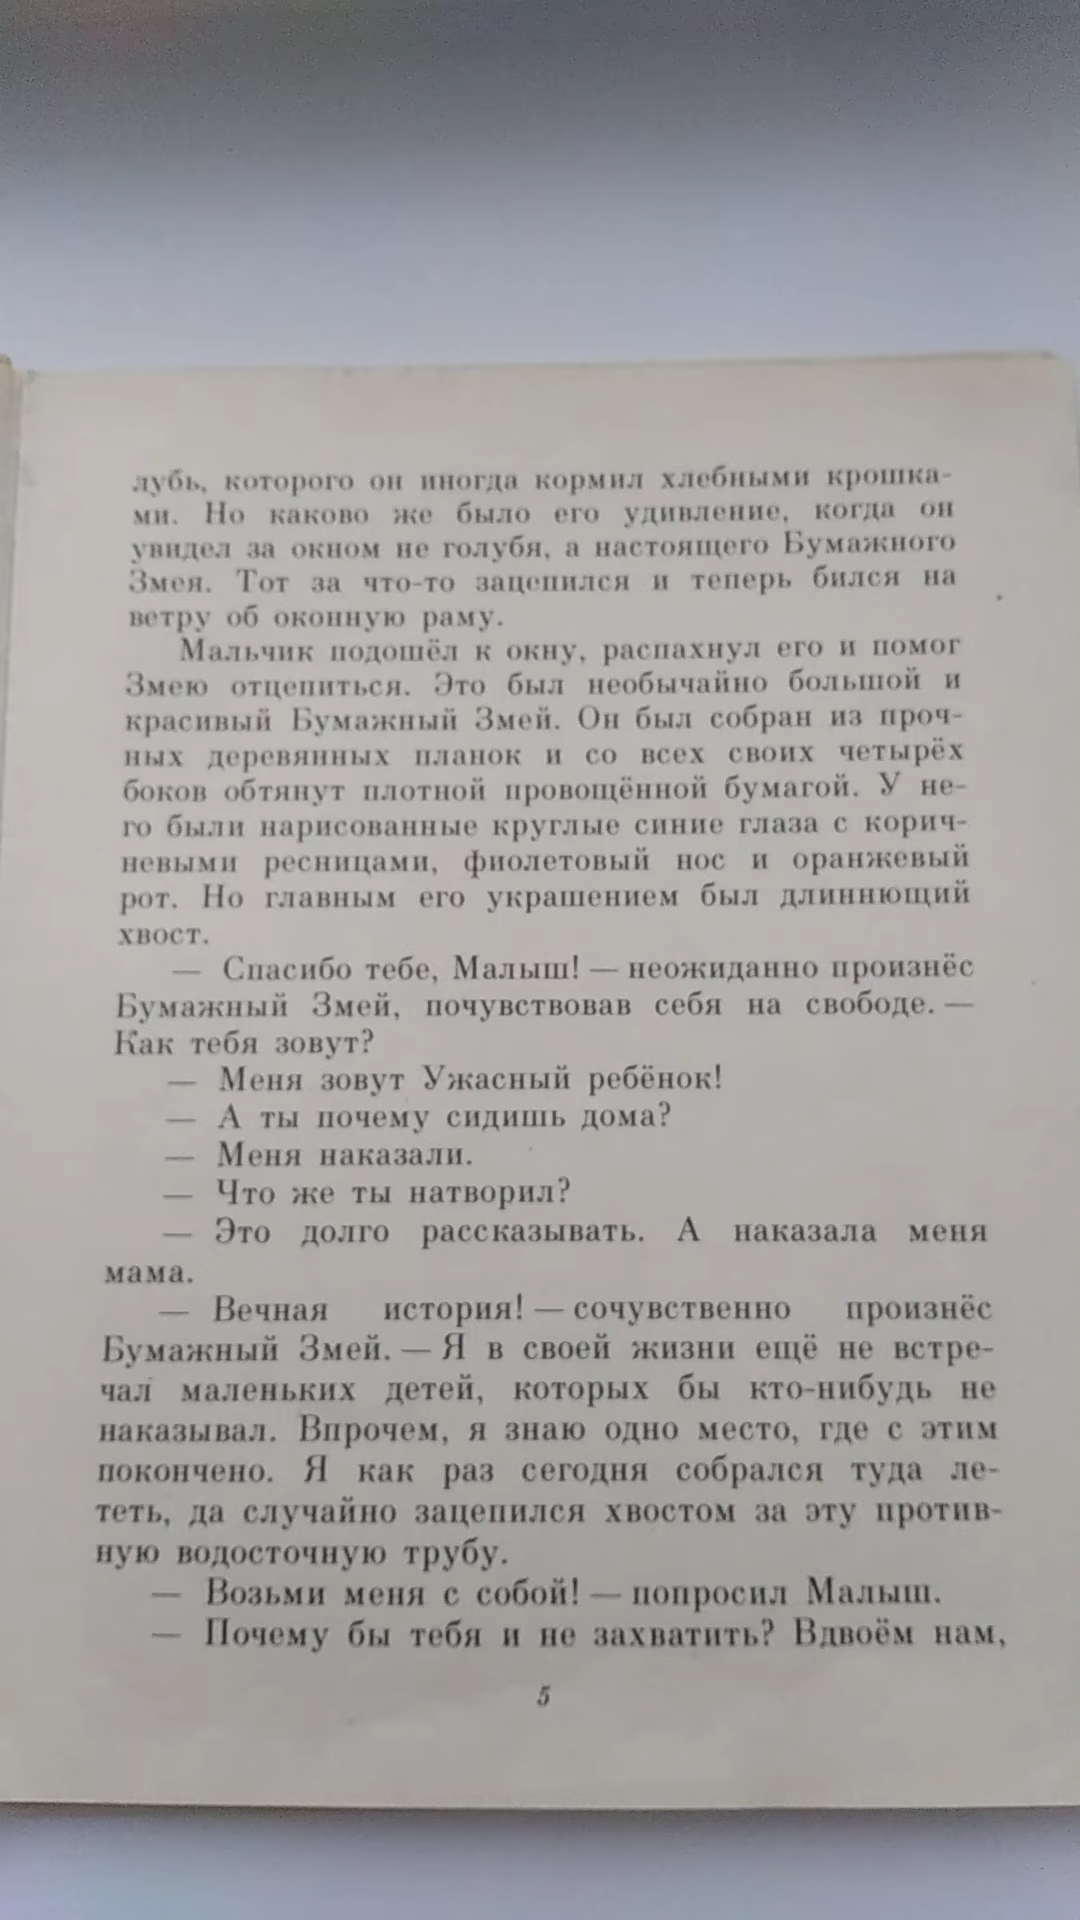 лубь, которого он иногда кормил хлебными крошка-
ми. Но каково же было его удивление, когда он
увидел за окном не голубя, а настоящего Бумажного
Змея. Тот за что-то зацепился и теперь бился на
ветру об оконную раму.
Мальчик подошёл к окну, распахнул его и помог
Змею отцепиться. Это был необычайно большой и
красивый Бумажный Змей. Он был собран из проч-
ных деревянных планок и со всех своих четырёх
боков обтянут плотной провощённой бумагой. У не-
го были нарисованные круглые синие глаза с корич-
невыми ресницами, фиолетовый нос и оранжевый
рот. Но главным его украшением был длиннющий
хвост.
— Спасибо тебе, Малыш! — неожиданно произнёс
Бумажный Змей, почувствовав себя на свободе. —
Как тебя зовут?
— Меня зовут Ужасный ребёнок!
— А ты почему сидишь дома?
— Меня наказали.
— Что же ты натворил?
— Это долго рассказывать. А наказала меня
мама.
— Вечная история! — сочувственно произнёс
Бумажный Змей. — Я в своей жизни ещё не встре-
чал маленьких детей, которых бы кто-нибудь не
наказывал. Впрочем, я знаю одно место, где с этим
покончено. Я как раз сегодня собрался туда ле-
теть, да случайно зацепился хвостом за эту против-
ную водосточную трубу.
— Возьми меня с собой! — попросил Малыш.
— Почему бы тебя и не захватить? Вдвоём нам,
5